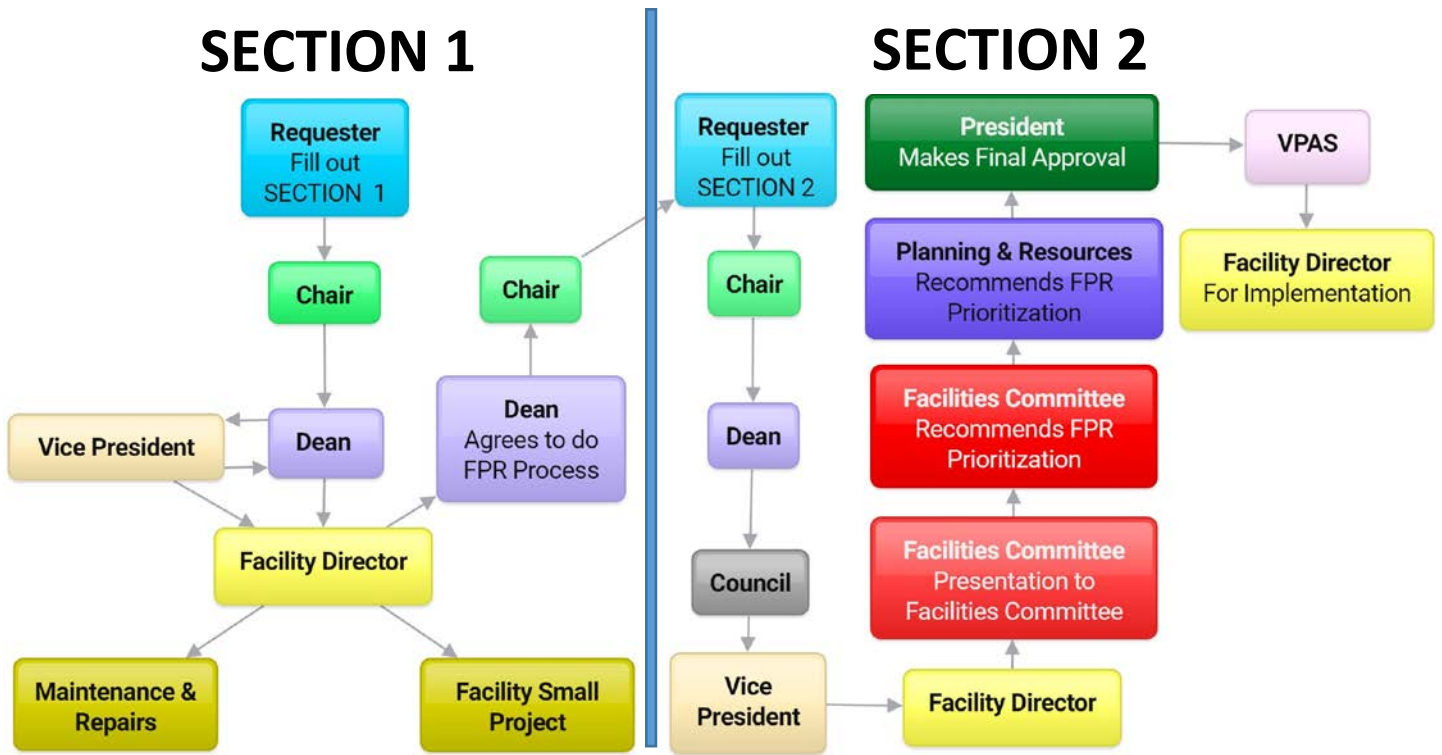 SECTION 1
Requester
Fill out
SECTION 1
Chair
Vice President
Dean
Facility Director
Maintenance &
Repairs
Facility Small
Project
Dean
Agrees to do
FPR Process
Chair
SECTION 2
Requester
Fill out
SECTION 2
Chair
Dean
Council
Vice
President
Facility Director
Facilities Committee
Presentation to
Facilities Committee
Facilities Committee
Recommends FPR
Prioritization
Planning & Resources
Recommends FPR
Prioritization
President
Makes Final Approval
VPAS
Facility Director
For Implementation